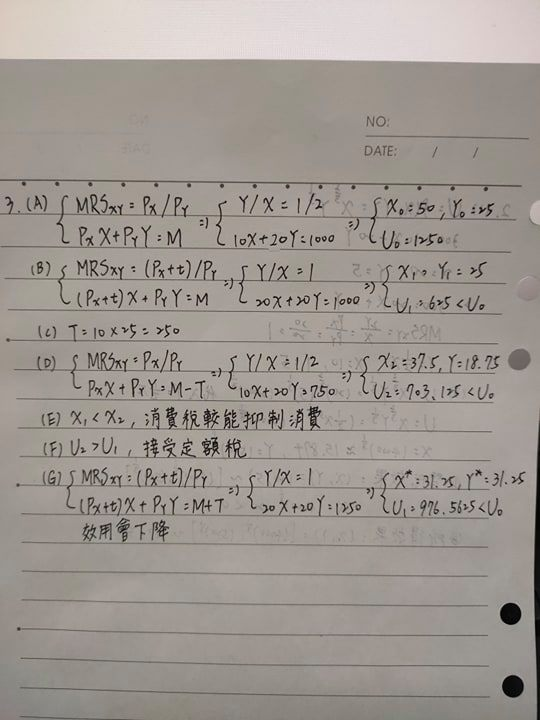 NO:
DATE: / /
3. (A) { MRSxy = Px/Py => { Y/X = 1/2 => { X₀ = 50, Y₀ = 25
PxX + PyY = M 10X + 20Y = 1000 U₀ = 1250
(B) { MRSxy = (Px+t)/Py => { Y/X = 1 => { X₁ = Y₁ = 25
(Px+t)X + PyY = M 20X + 20Y = 1000 U₁ = 625 < U₀
(C) T = 10 × 25 = 250
(D) { MRSxy = Px/Py => { Y/X = 1/2 => { X₂ = 37.5, Y = 18.75
PxX + PyY = M - T 10X + 20Y = 750 U₂ = 703.125 < U₀
(E) X₁ < X₂, 消費稅較能抑制消費
(F) U₂ > U₁, 接受定額稅
(G) { MRSxy = (Px+t)/Py => { Y/X = 1 => { X* = 31.25, Y* = 31.25
(Px+t)X + PyY = M+T 20X + 20Y = 1250 U₁ = 976.5625 < U₀
效用會下降